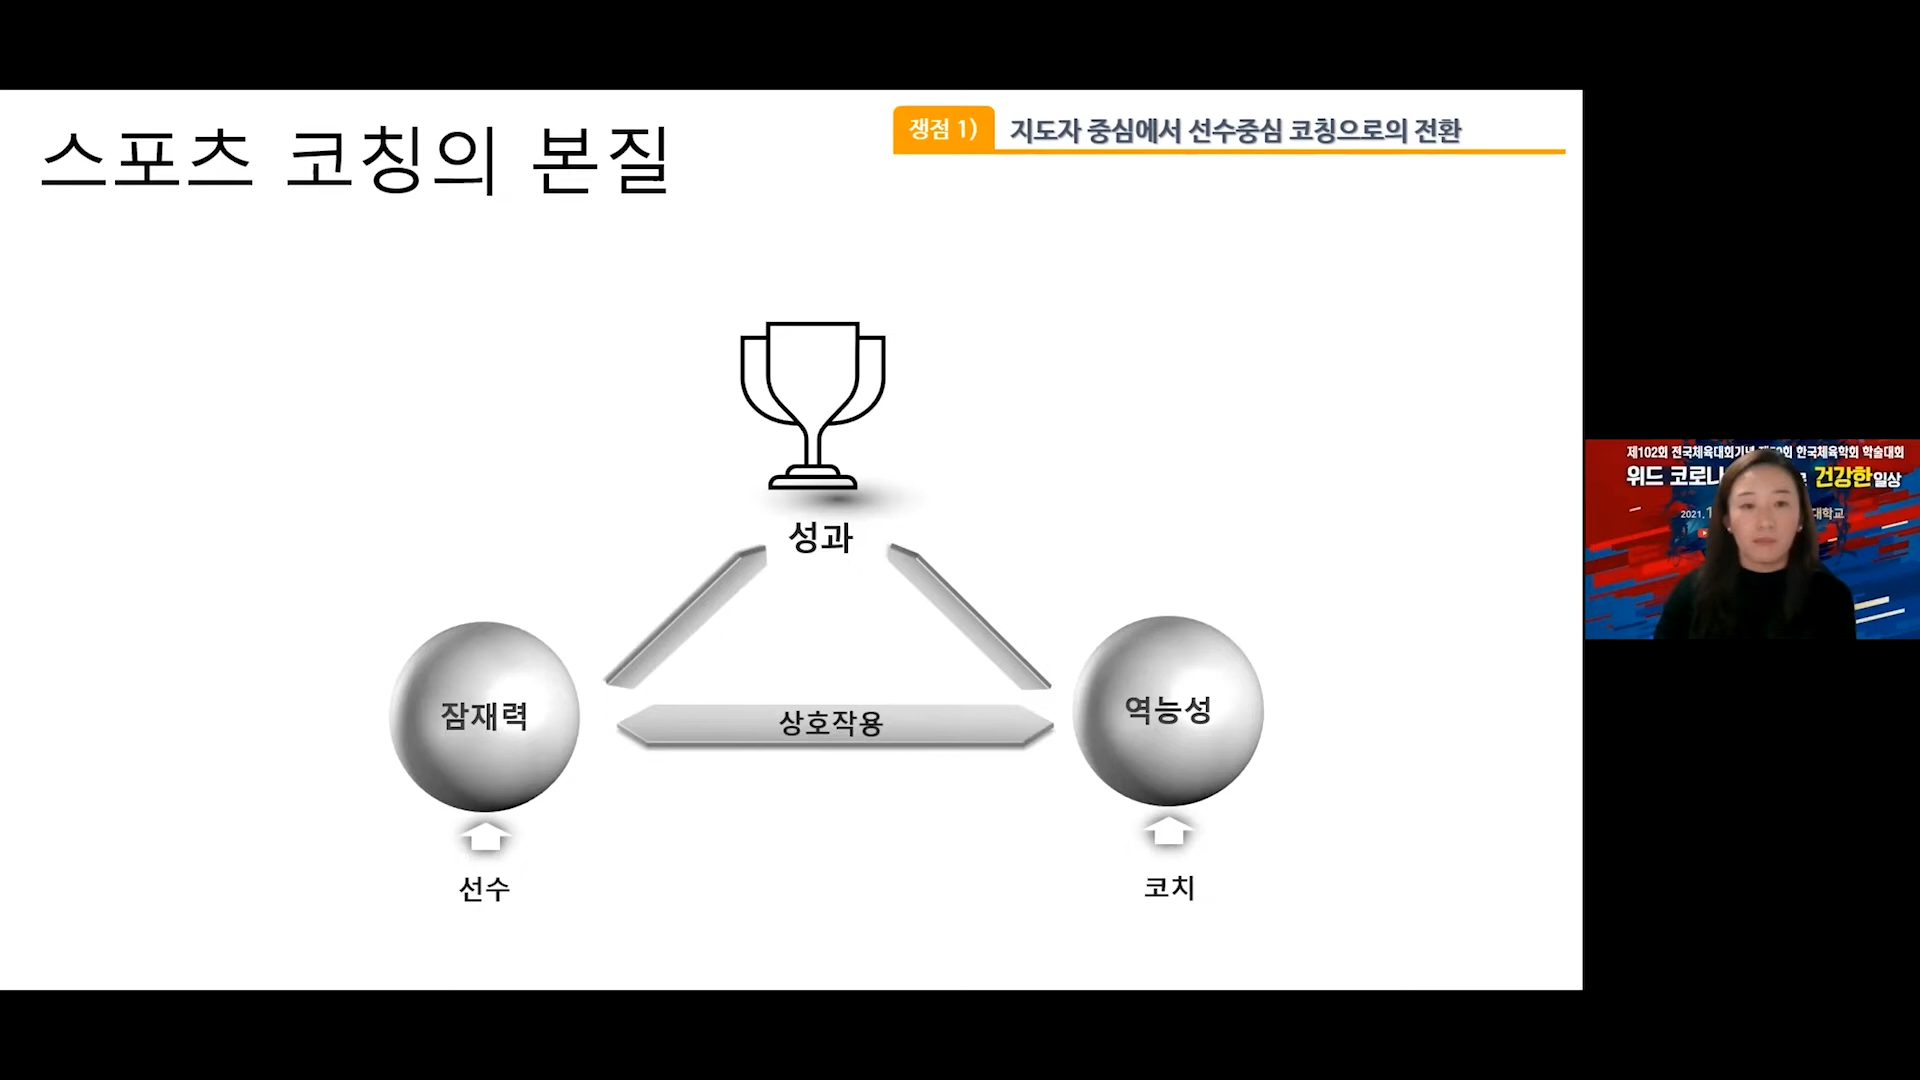 스포츠 코칭의 본질
쟁점 1) 지도자 중심에서 선수중심 코칭으로의 전환
성과
잠재력
상호작용
역능성
선수
코치
제102회 전국체육대회기념 한국체육학회 학술대회
위드 코로나 건강한일상
2021. 대학교